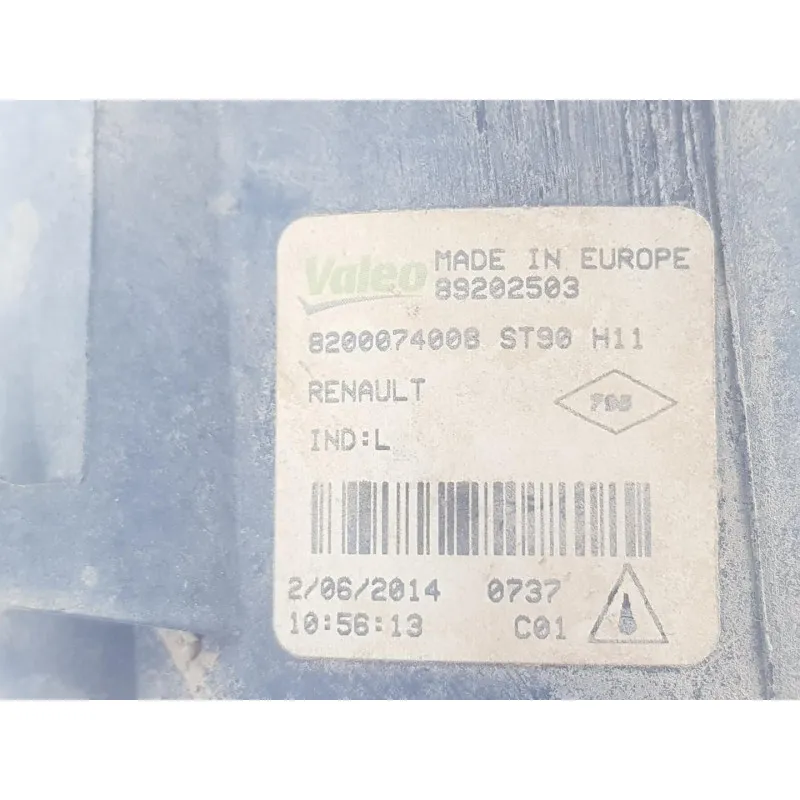 Valeo MADE IN EUROPE
89202503
8200074008 ST90 H11
RENAULT
IND:L
2/06/2014 0737
10:56:13 C01